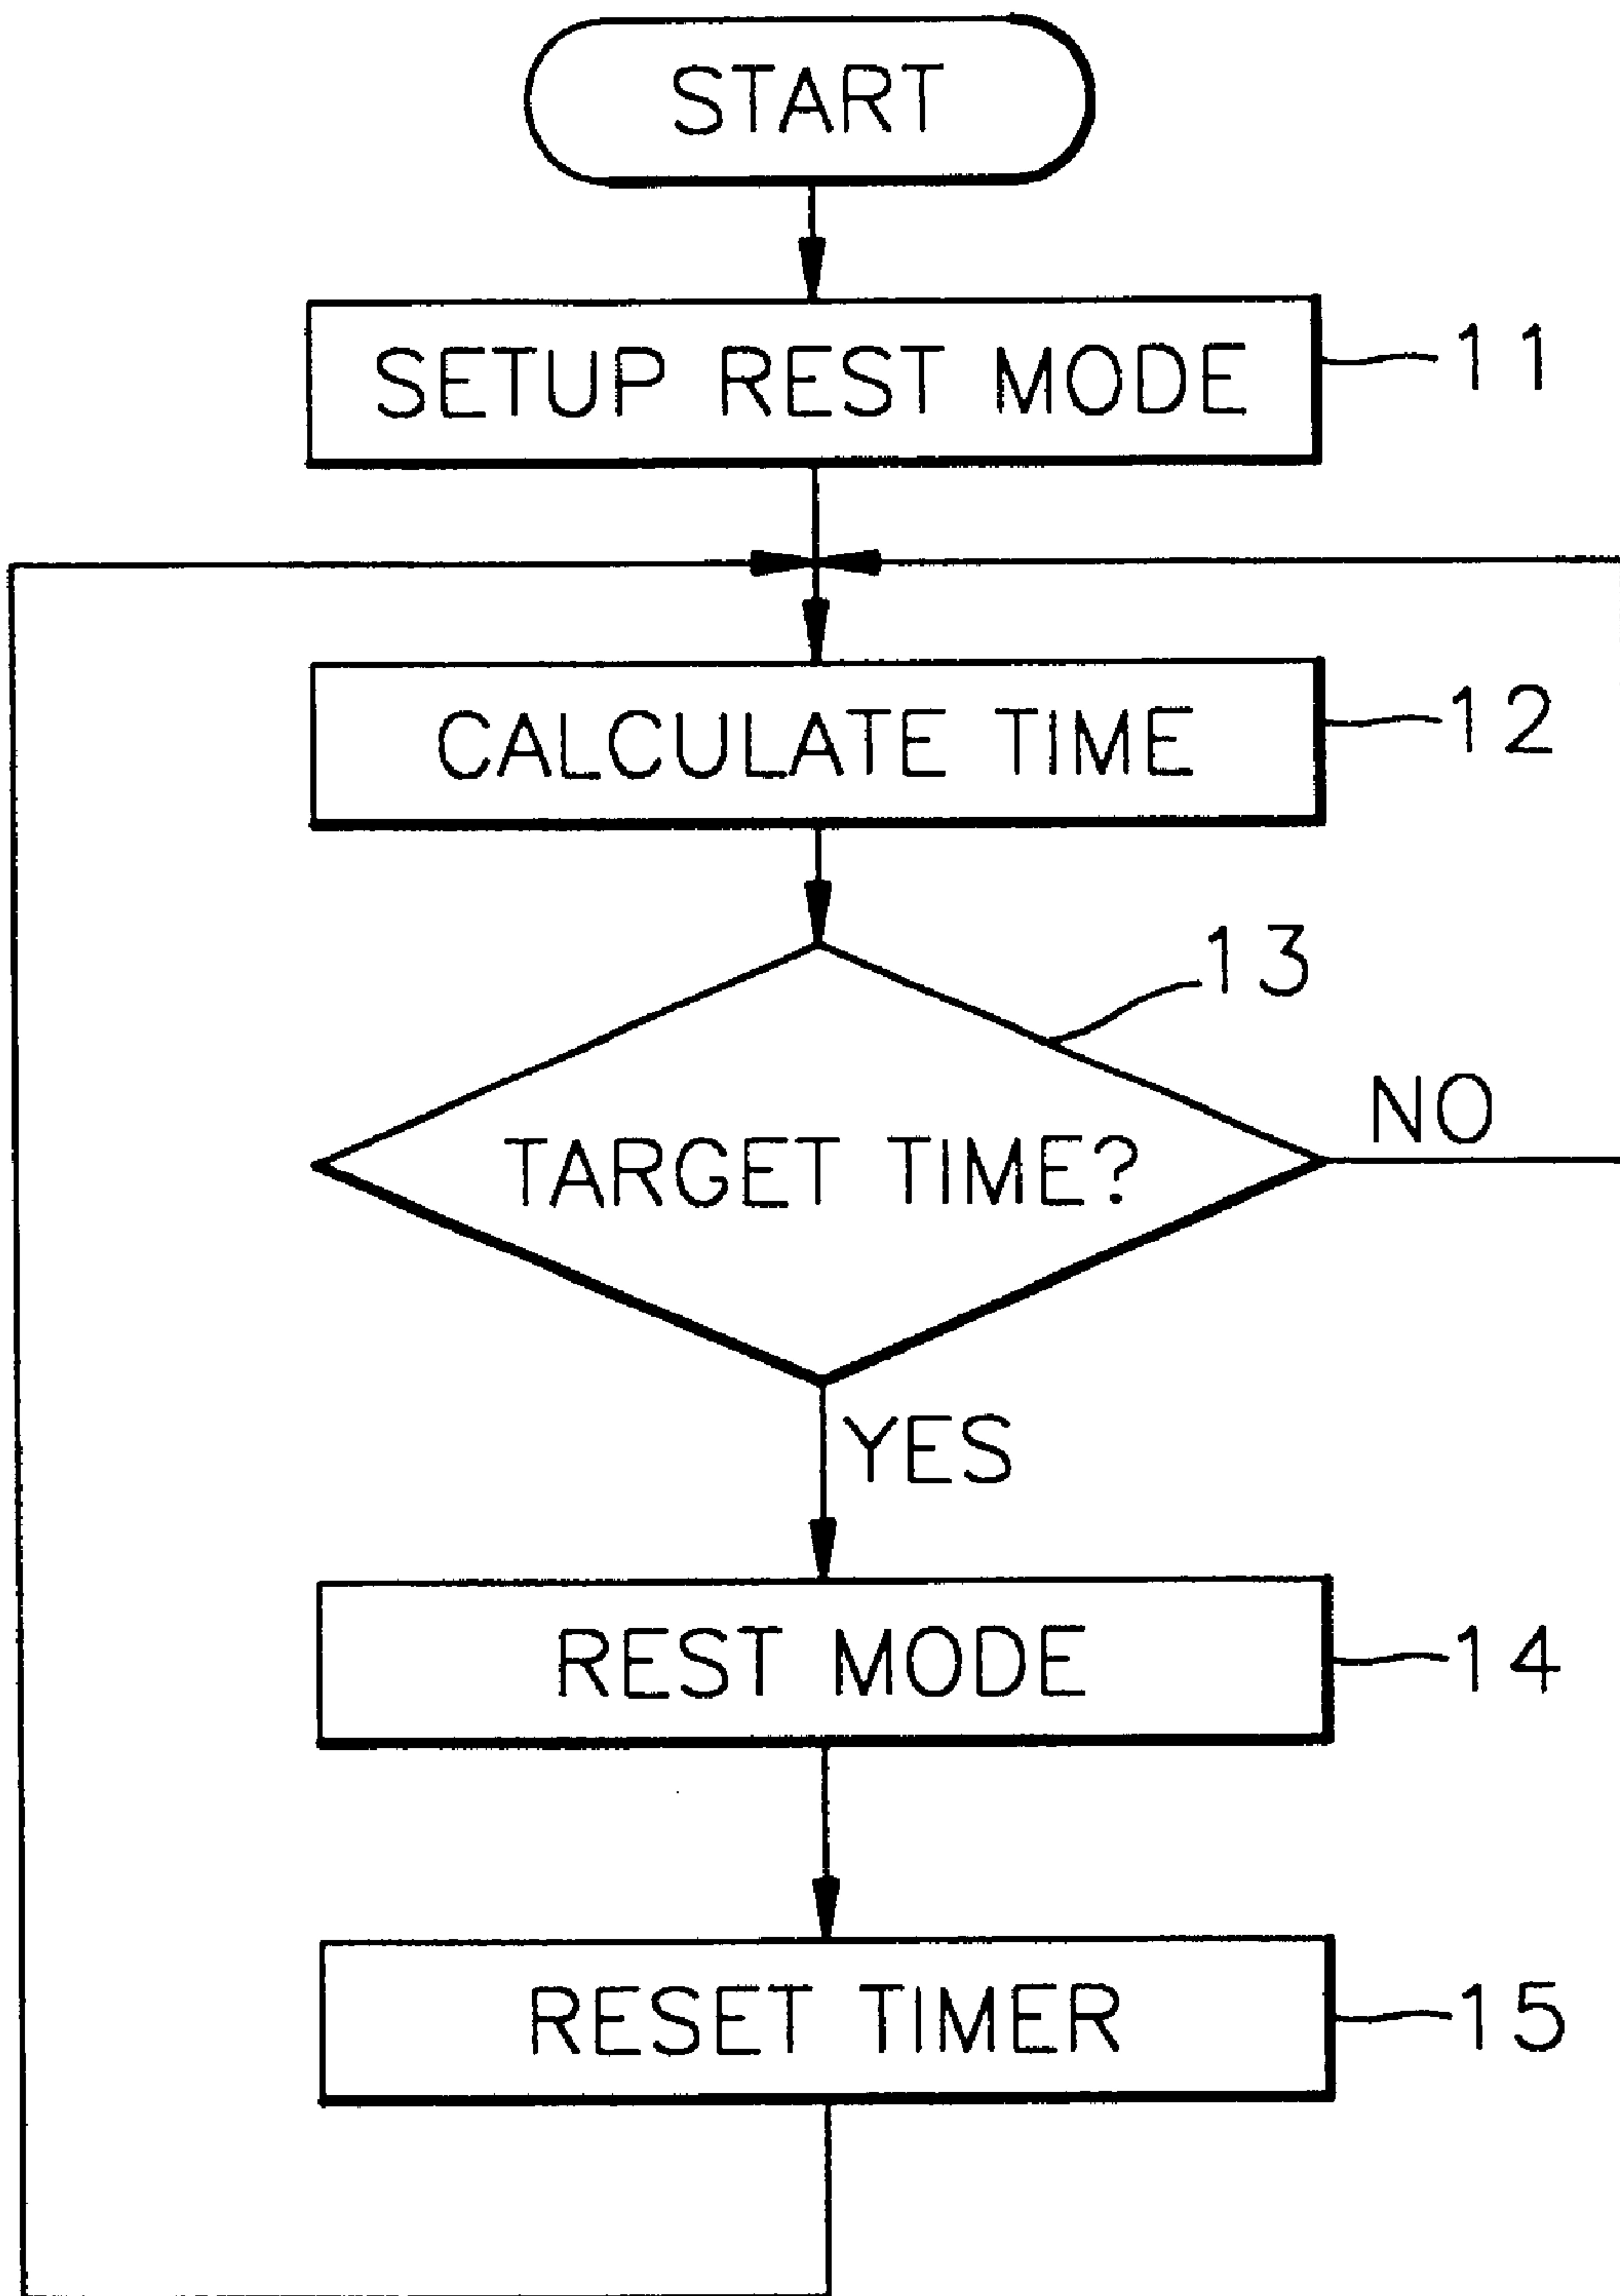 START
SETUP REST MODE
11
CALCULATE TIME
12
13
TARGET TIME?
NO
YES
REST MODE
14
RESET TIMER
15